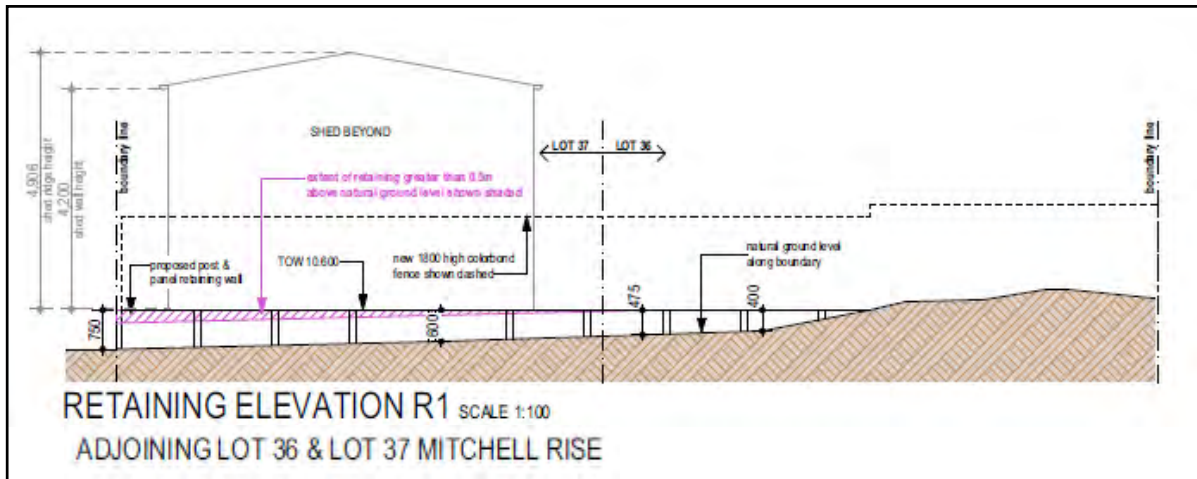 4,906
shed ridge height
4,200
shed wall height
boundary line
SHED BEYOND
LOT 37
LOT 36
boundary line
extent of retaining greater than 0.5m
above natural ground level shown shaded
proposed post &
panel retaining wall
TOW 10.600
new 1800 high colorbond
fence shown dashed
natural ground level
along boundary
750
600
475
400
RETAINING ELEVATION R1 SCALE 1:100
ADJOINING LOT 36 & LOT 37 MITCHELL RISE